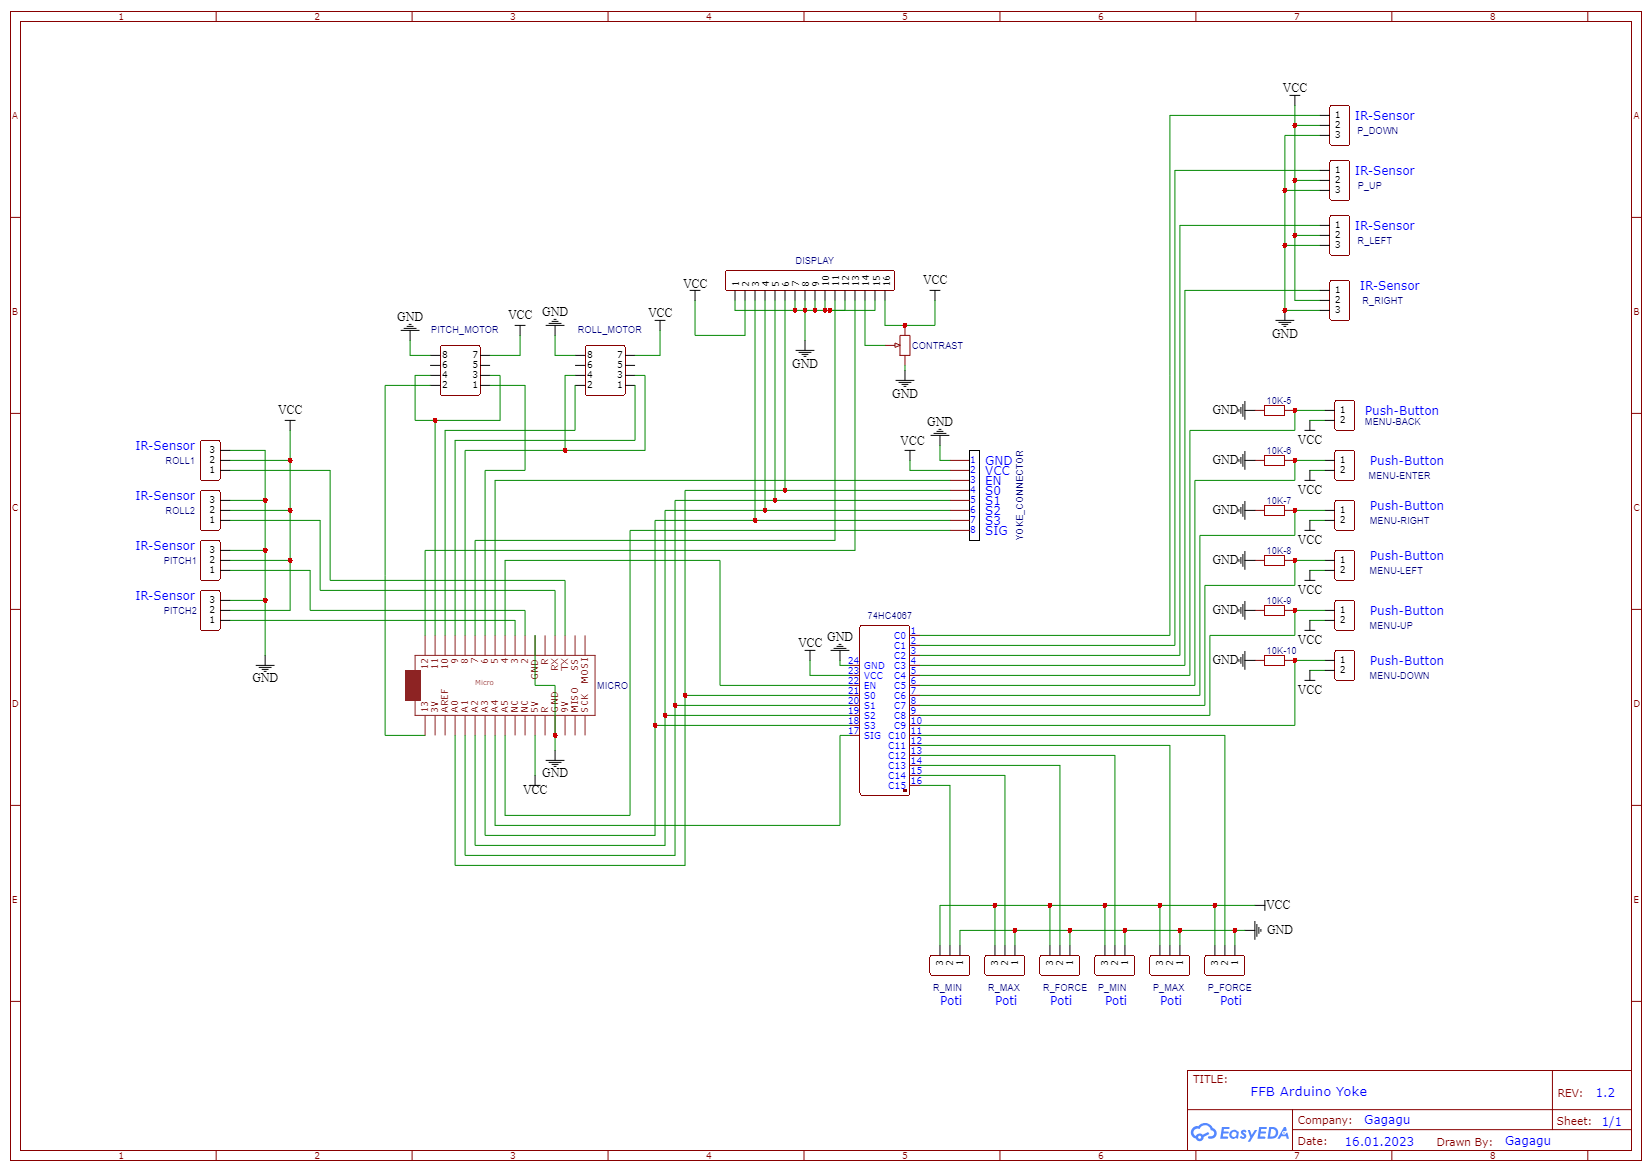 1 2 3 4 5 6 7 8
A A
B B
C C
D D
E E
VCC
1 IR-Sensor
2 P_DOWN
3
1 IR-Sensor
2 P_UP
3
1 IR-Sensor
2 R_LEFT
3
1 IR-Sensor
2 R_RIGHT
3
GND
DISPLAY
VCC VCC
1 2 3 4 5 6 7 8 9 10 11 12 13 14 15 16
GND
CONTRAST
GND
GND VCC GND VCC
PITCH_MOTOR ROLL_MOTOR
8 7 8 7
6 5 6 5
4 3 4 3
2 1 2 1
VCC
IR-Sensor 3
ROLL1 2
1
IR-Sensor 3
ROLL2 2
1
IR-Sensor 3
PITCH1 2
1
IR-Sensor 3
PITCH2 2
1
GND
GND
VCC
1 GND
2 VCC
3 EN
4 S0
5 S1
6 S2
7 S3
8 SIG
YOKE_CONNECTOR
GND 10K-5 1 Push-Button
2 MENU-BACK
VCC
GND 10K-6 1 Push-Button
2 MENU-ENTER
VCC
GND 10K-7 1 Push-Button
2 MENU-RIGHT
VCC
GND 10K-8 1 Push-Button
2 MENU-LEFT
VCC
GND 10K-9 1 Push-Button
2 MENU-UP
VCC
GND 10K-10 1 Push-Button
2 MENU-DOWN
VCC
12 11 10 9 8 7 6 5 4 3 2 GND R RX TX SS MOSI
Micro
MICRO
13 3V AREF A0 A1 A2 A3 A4 A5 NC NC 5V R GND 9V MISO SCK
GND
VCC
74HC4067
VCC GND
24 GND
23 VCC
22 EN
21 S0
20 S1
19 S2
18 S3
17 SIG
C0 1
C1 2
C2 3
C3 4
C4 5
C5 6
C6 7
C7 8
C8 9
C9 10
C10 11
C11 12
C12 13
C13 14
C14 15
C15 16
VCC
GND
3 2 1 3 2 1 3 2 1 3 2 1 3 2 1 3 2 1
R_MIN R_MAX R_FORCE P_MIN P_MAX P_FORCE
Poti Poti Poti Poti Poti Poti
TITLE:
FFB Arduino Yoke
REV: 1.2
EasyEDA
Company: Gagagu
Sheet: 1/1
Date: 16.01.2023 Drawn By: Gagagu
1 2 3 4 5 6 7 8